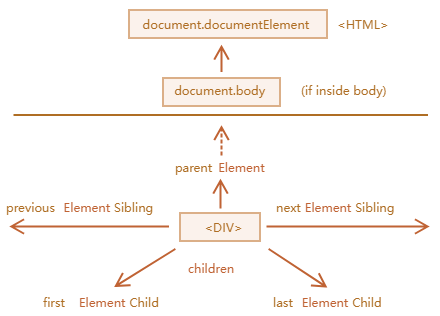 document.documentElement <HTML>
document.body (if inside body)
parent Element
previous Element Sibling next Element Sibling
<DIV>
children
first Element Child last Element Child